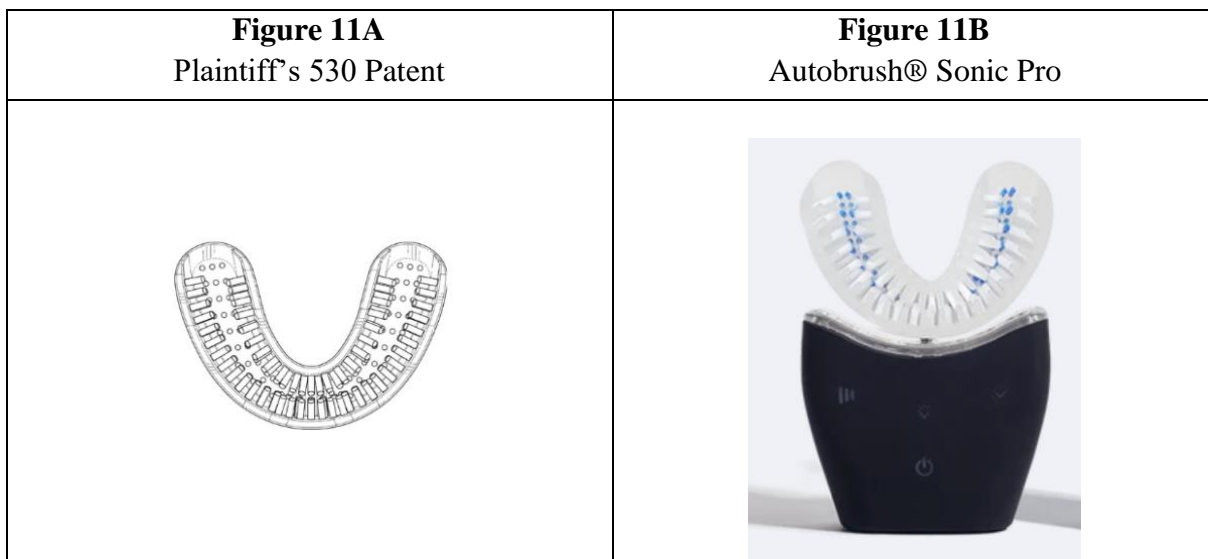 Figure 11A
Plaintiff’s 530 Patent
Figure 11B
Autobrush® Sonic Pro